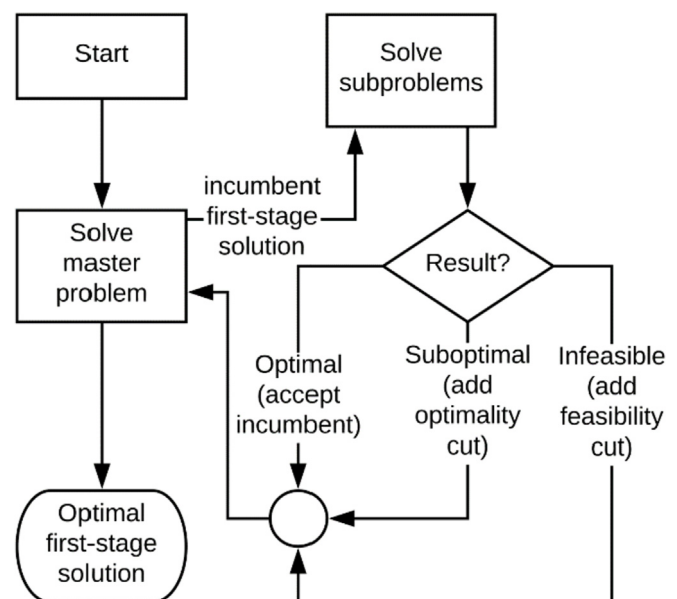 Start
Solve
subproblems
incumbent
first-stage
solution
Solve
master
problem
Result?
Optimal
(accept
incumbent)
Suboptimal
(add
optimality
cut)
Infeasible
(add
feasibility
cut)
Optimal
first-stage
solution